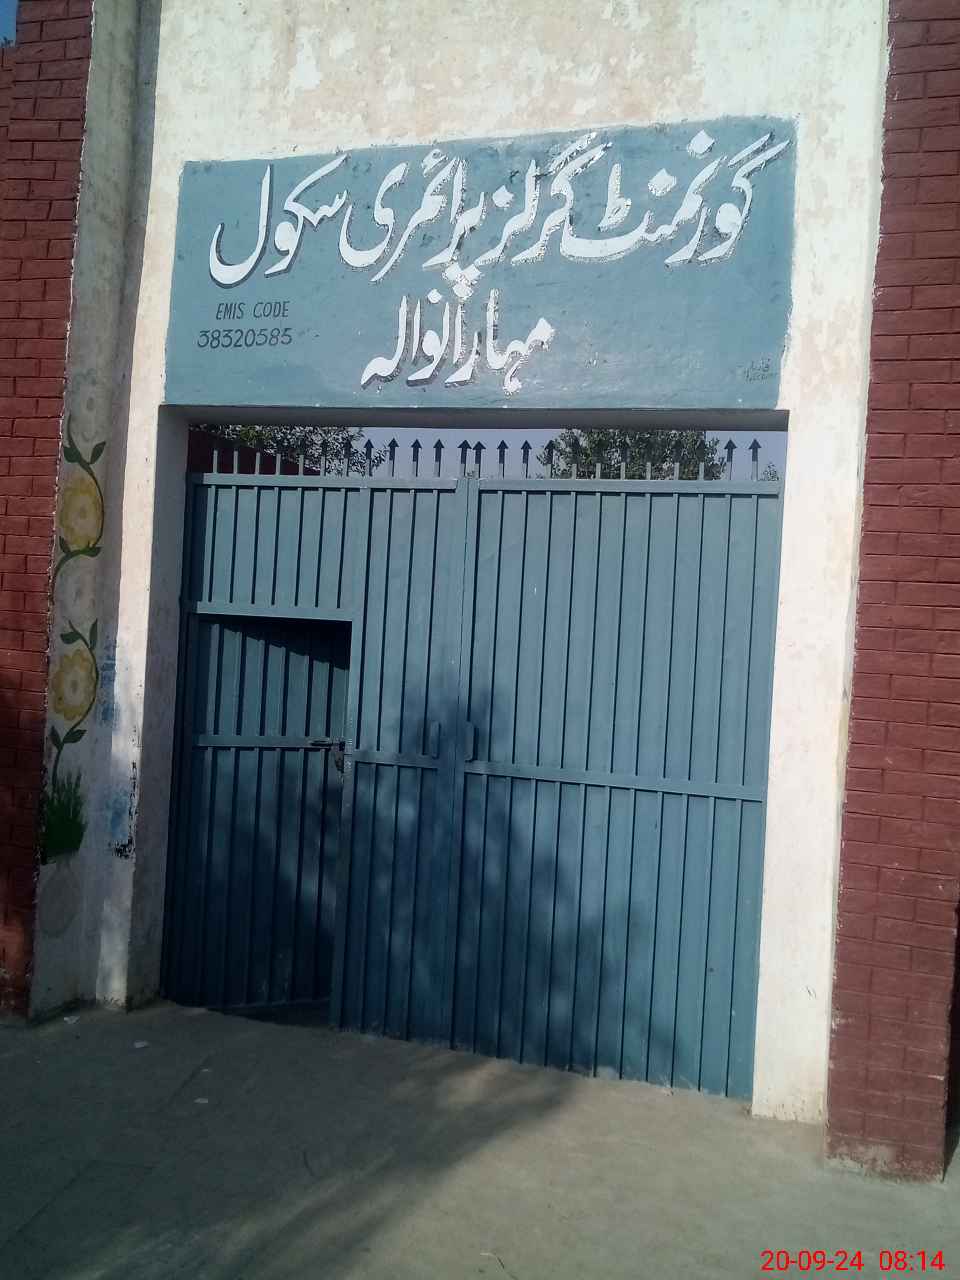 گورنمنٹ گرلز پرائمری سکول
مہارانوالہ
EMIS CODE
38320585
20-09-24 08:14